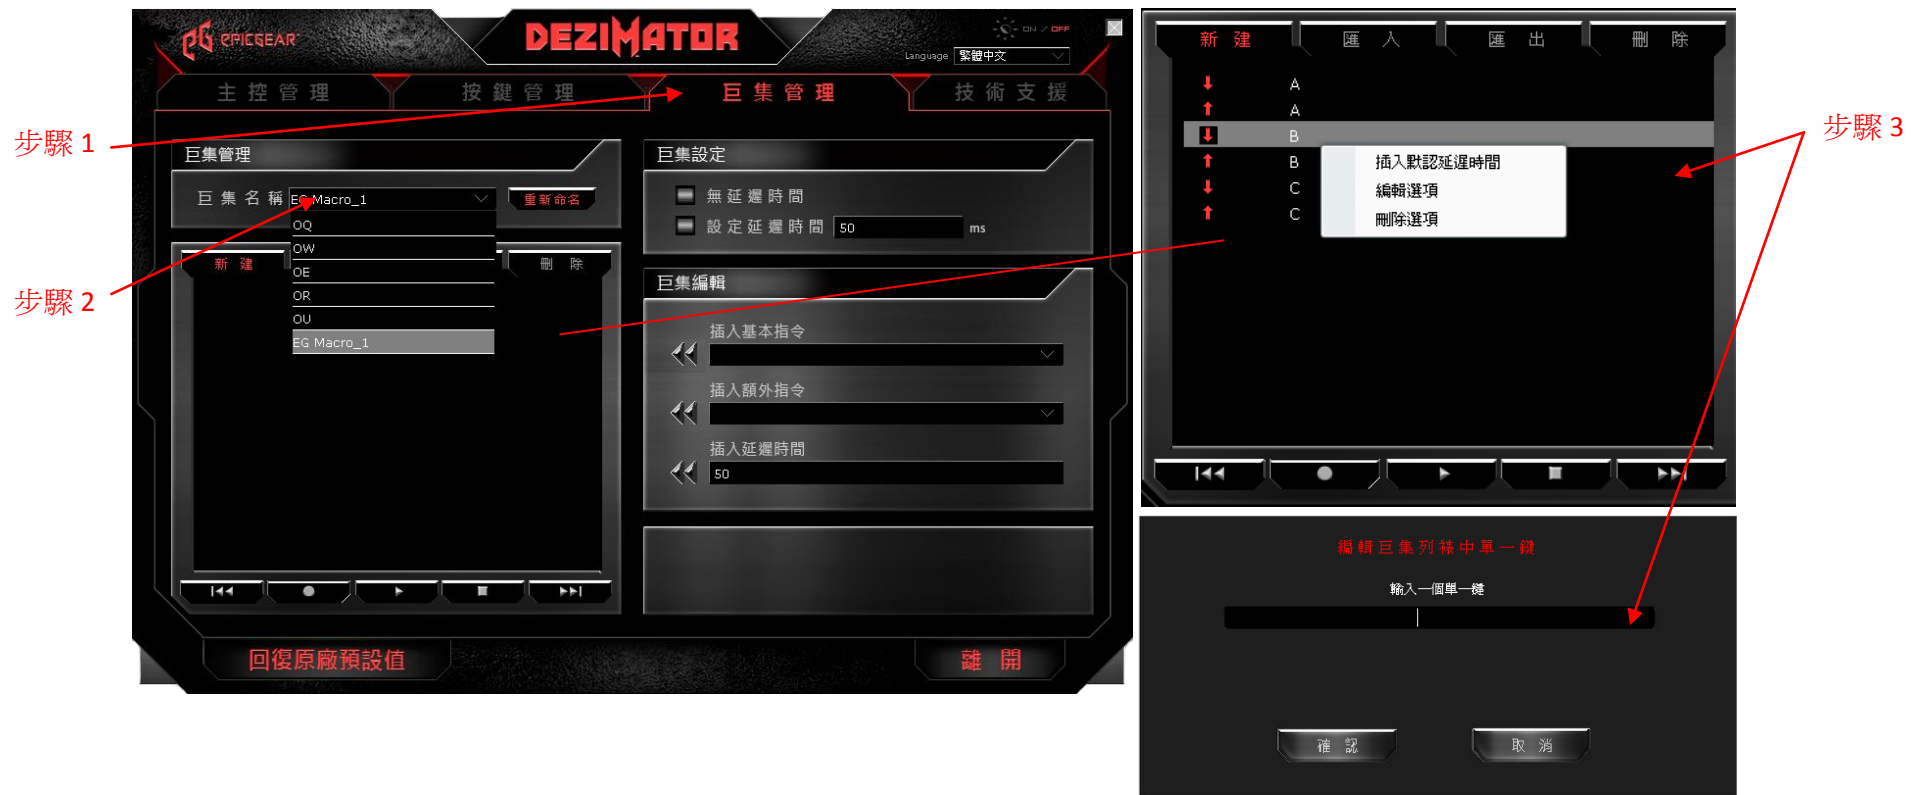 EPICGEAR
DEZIMATOR
ON / OFF
Language 繁體中文
主控管理
按鍵管理
巨集管理
技術支援
步驟 1
巨集管理
巨集名稱 EG Macro_1 重新命名
OQ
OW
OE
OR
OU
EG Macro_1
新建
刪除
步驟 2
巨集設定
無延遲時間
設定延遲時間 50 ms
巨集編輯
插入基本指令
插入額外指令
插入延遲時間
50
回復原廠預設值
離開
新建 匯入 匯出 刪除
A
A
B
B
C
C
插入默認延遲時間
編輯選項
刪除選項
步驟 3
編輯巨集列裱中單一鍵
輸入一個單一鍵
確認
取消